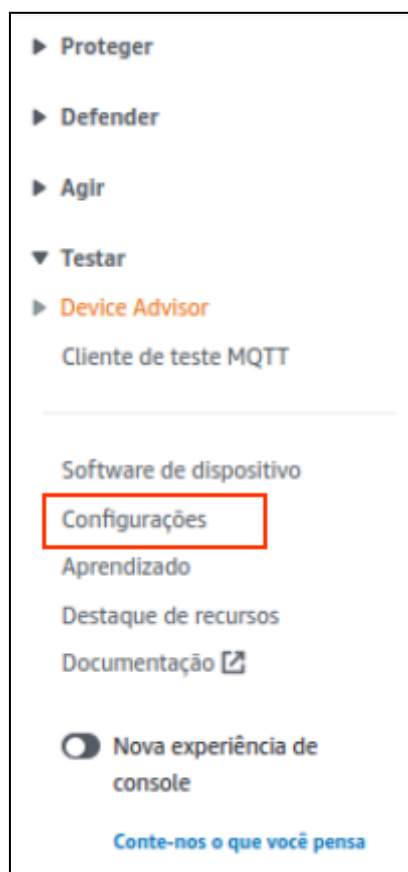 Proteger
Defender
Agir
Testar
Device Advisor
Cliente de teste MQTT
Software de dispositivo
Configurações
Aprendizado
Destaque de recursos
Documentação
Nova experiência de
console
Conte-nos o que você pensa